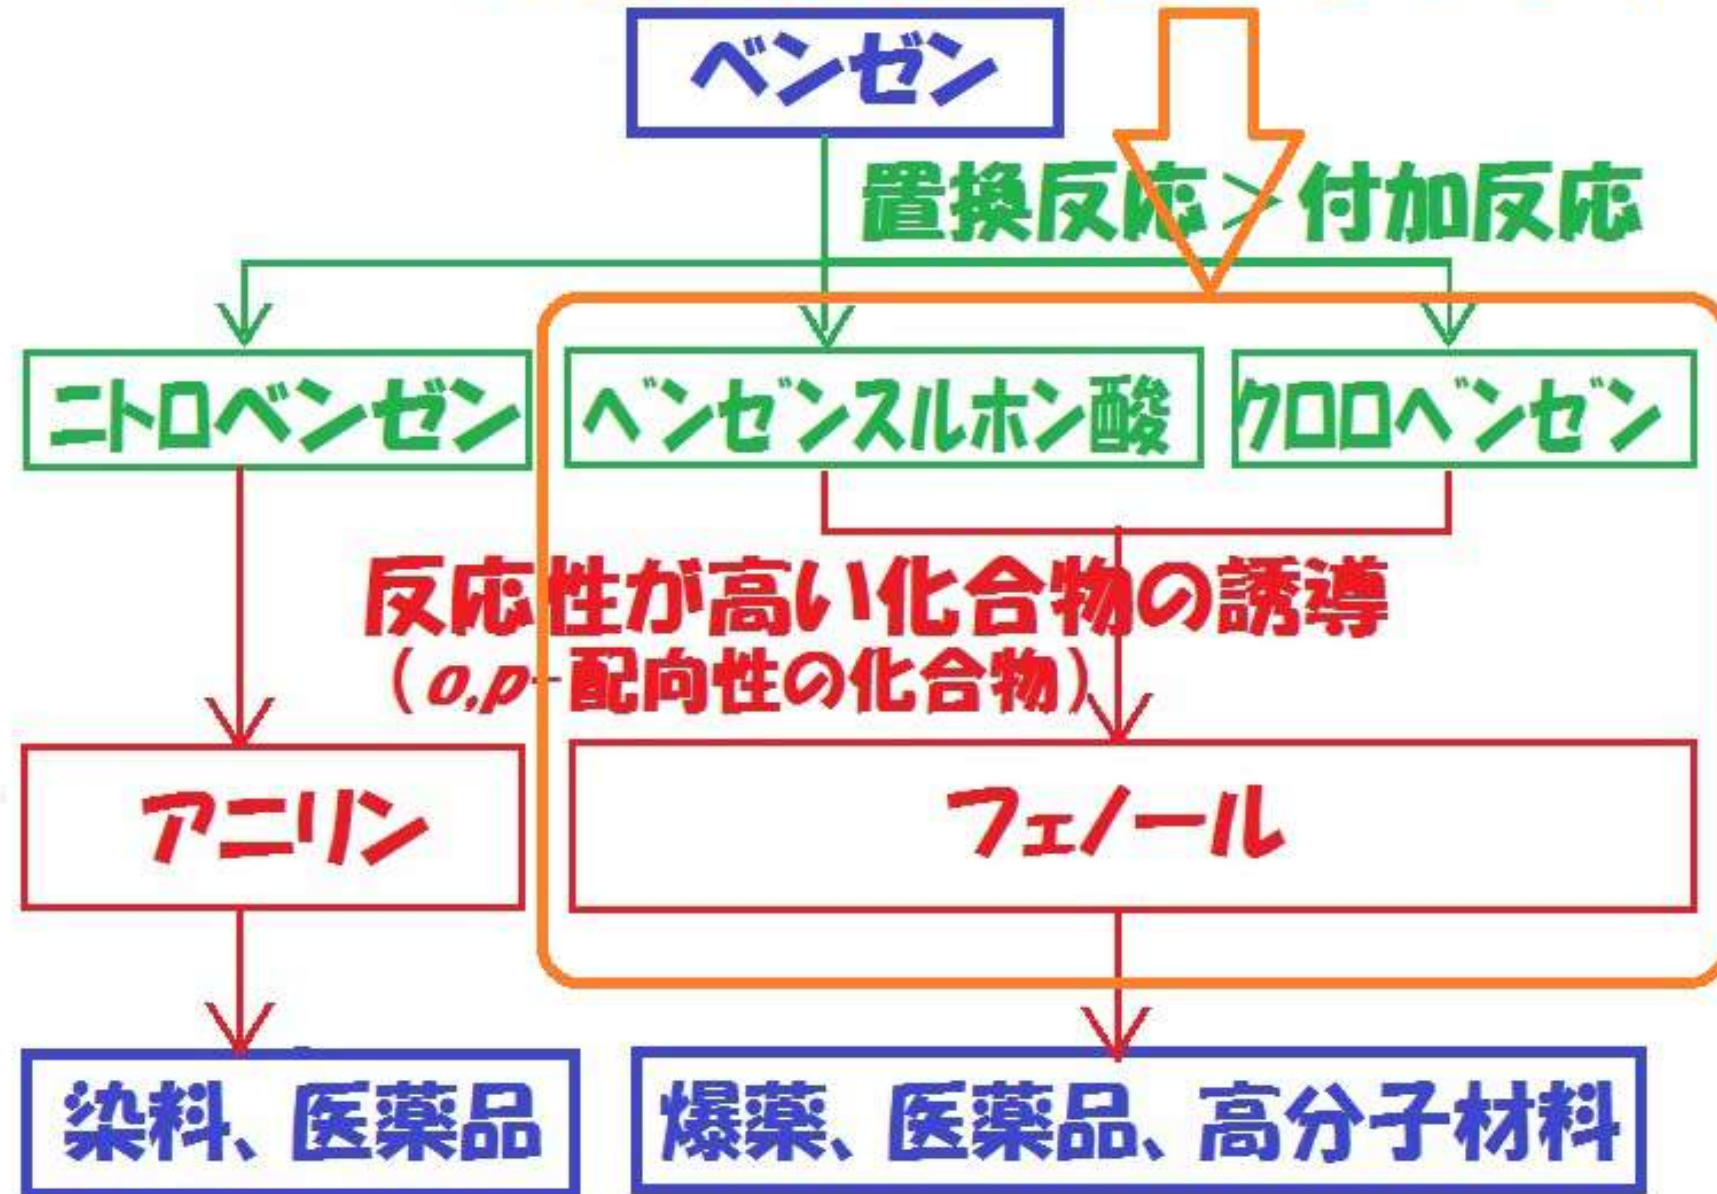 ベンゼン
置換反応>付加反応
ニトロベンゼン
ベンゼンスルホン酸
クロロベンゼン
反応性が高い化合物の誘導
(o,p-配向性の化合物)
アニリン
フェノール
染料、医薬品
爆薬、医薬品、高分子材料